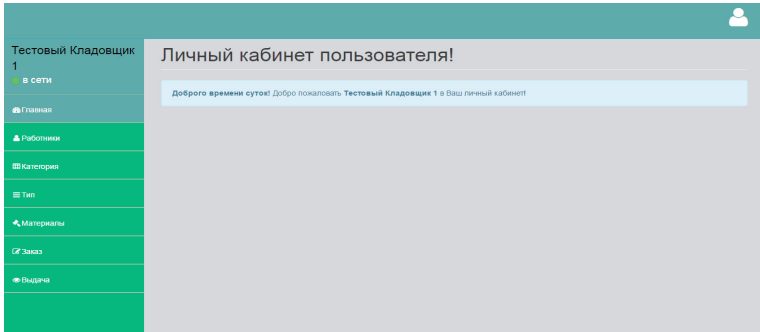 Тестовый Кладовщик
1
в сети
Главная
Работники
Категория
Тип
Материалы
Заказ
Выдача
Личный кабинет пользователя!
Доброго времени суток! Добро пожаловать Тестовый Кладовщик 1 в Ваш личный кабинет!